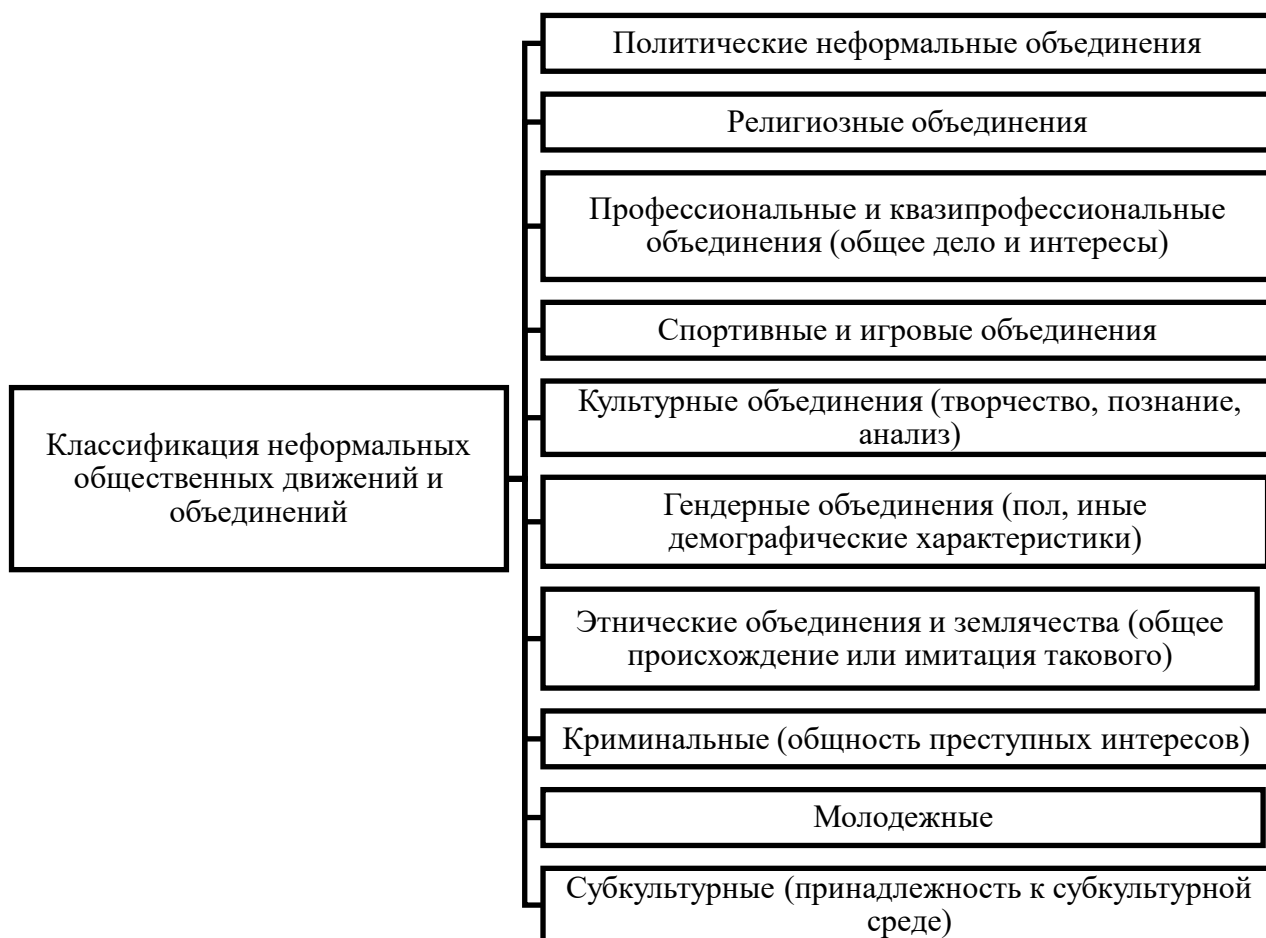 Политические неформальные объединения
Религиозные объединения
Профессиональные и квазипрофессиональные
объединения (общее дело и интересы)
Спортивные и игровые объединения
Культурные объединения (творчество, познание,
анализ)
Классификация неформальных
общественных движений и
объединений
Гендерные объединения (пол, иные
демографические характеристики)
Этнические объединения и землячества (общее
происхождение или имитация такового)
Криминальные (общность преступных интересов)
Молодежные
Субкультурные (принадлежность к субкультурной
среде)